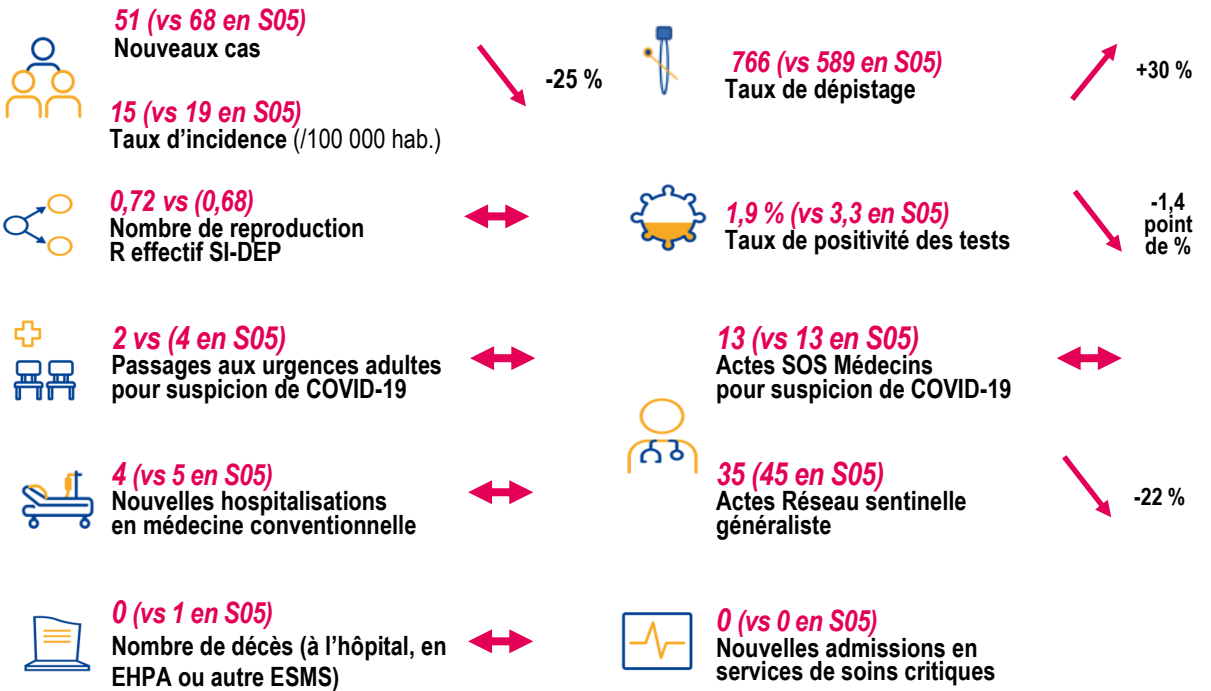 51 (vs 68 en S05)
Nouveaux cas
-25 %
15 (vs 19 en S05)
Taux d’incidence (/100 000 hab.)
766 (vs 589 en S05)
Taux de dépistage
+30 %
0,72 vs (0,68)
Nombre de reproduction
R effectif SI-DEP
1,9 % (vs 3,3 en S05)
Taux de positivité des tests
-1,4
point
de %
2 vs (4 en S05)
Passages aux urgences adultes
pour suspicion de COVID-19
13 (vs 13 en S05)
Actes SOS Médecins
pour suspicion de COVID-19
4 (vs 5 en S05)
Nouvelles hospitalisations
en médecine conventionnelle
35 (45 en S05)
Actes Réseau sentinelle
généraliste
-22 %
0 (vs 1 en S05)
Nombre de décès (à l’hôpital, en
EHPA ou autre ESMS)
0 (vs 0 en S05)
Nouvelles admissions en
services de soins critiques